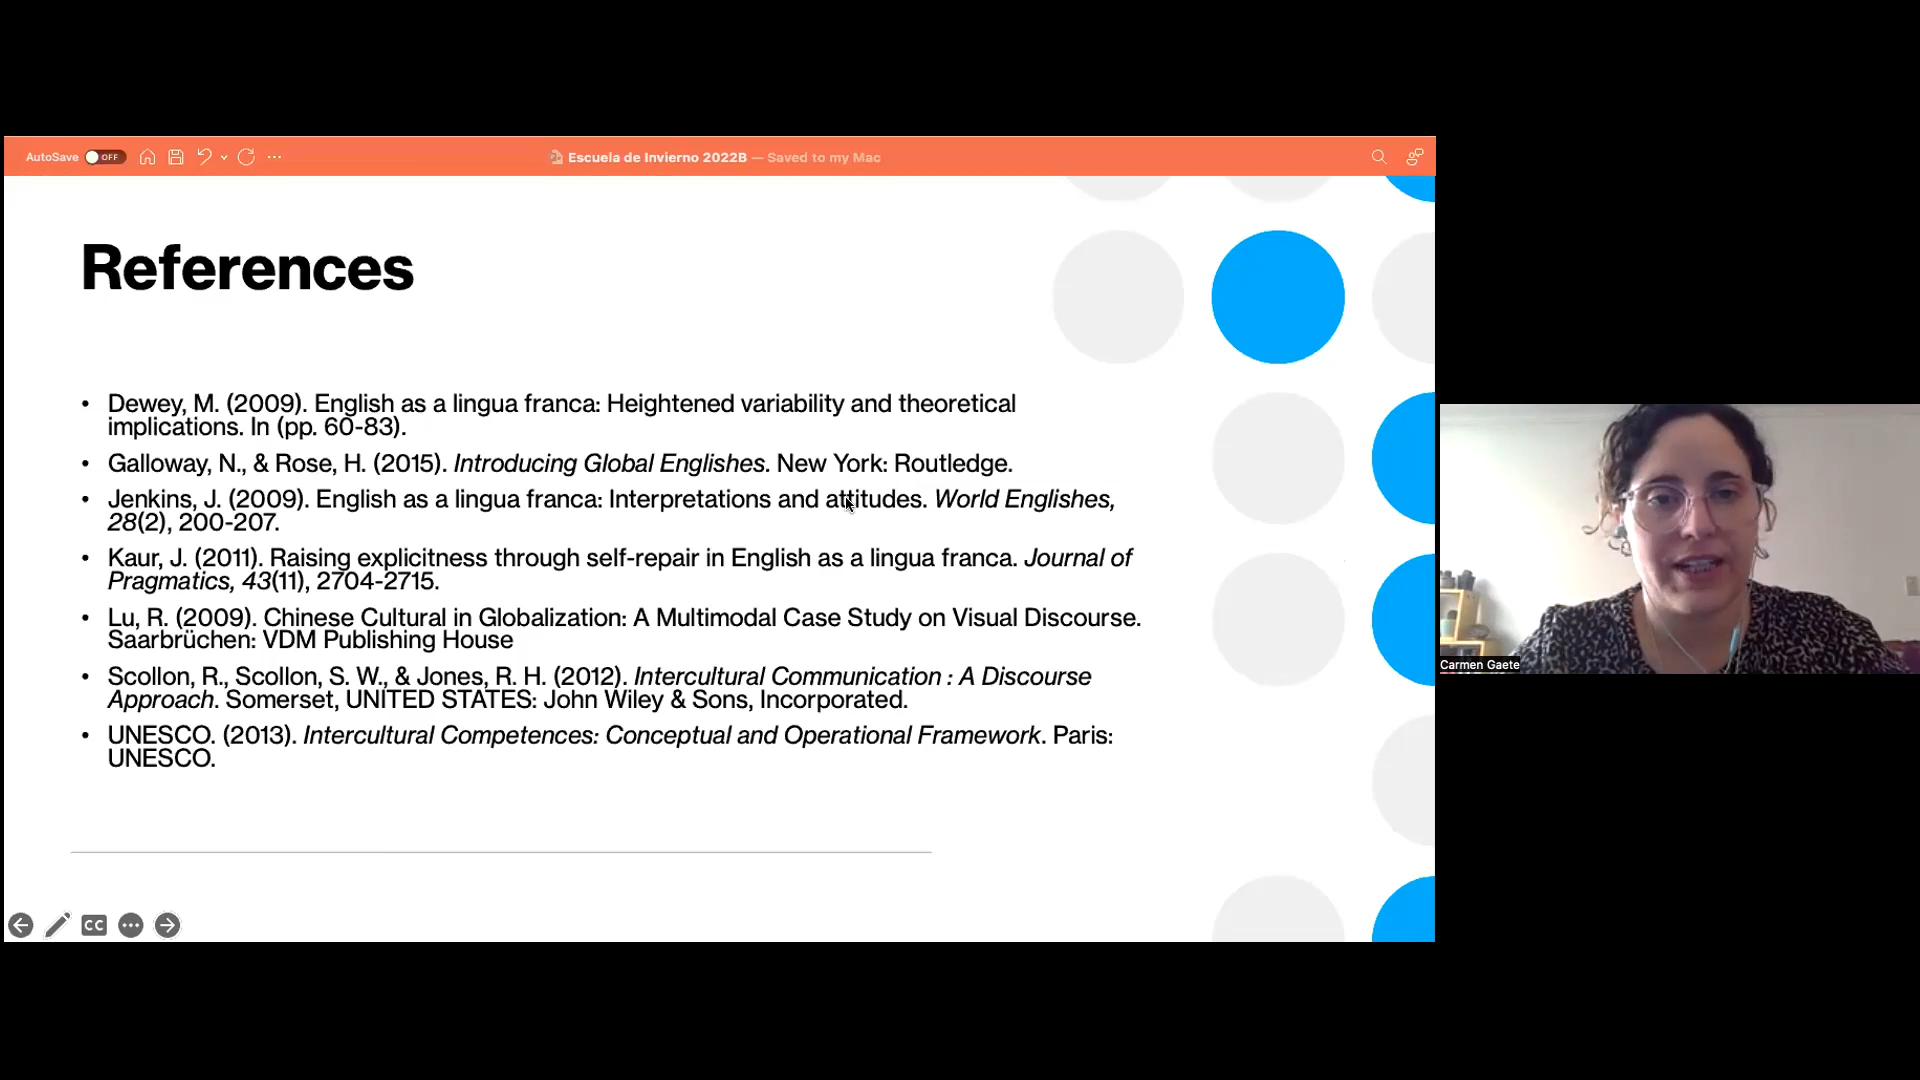 AutoSave OFF
Escuela de Invierno 2022B — Saved to my Mac
References
• Dewey, M. (2009). English as a lingua franca: Heightened variability and theoretical
implications. In (pp. 60-83).
• Galloway, N., & Rose, H. (2015). Introducing Global Englishes. New York: Routledge.
• Jenkins, J. (2009). English as a lingua franca: Interpretations and attitudes. World Englishes,
28(2), 200-207.
• Kaur, J. (2011). Raising explicitness through self-repair in English as a lingua franca. Journal of
Pragmatics, 43(11), 2704-2715.
• Lu, R. (2009). Chinese Cultural in Globalization: A Multimodal Case Study on Visual Discourse.
Saarbrüchen: VDM Publishing House
• Scollon, R., Scollon, S. W., & Jones, R. H. (2012). Intercultural Communication : A Discourse
Approach. Somerset, UNITED STATES: John Wiley & Sons, Incorporated.
• UNESCO. (2013). Intercultural Competences: Conceptual and Operational Framework. Paris:
UNESCO.
CC
Carmen Gaete